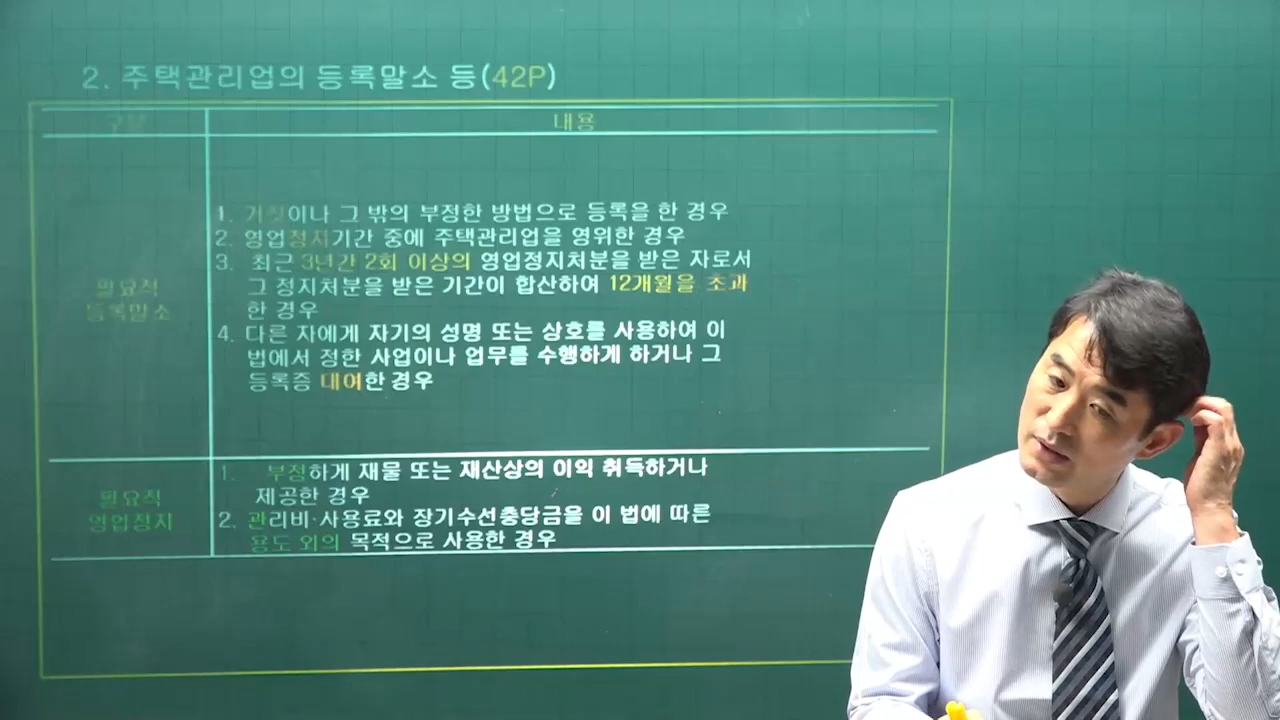 2. 주택관리업의 등록말소 등(42P)
구분
내용
필요적
등록말소
1. 거짓이나 그 밖의 부정한 방법으로 등록을 한 경우
2. 영업정지기간 중에 주택관리업을 영위한 경우
3. 최근 3년간 2회 이상의 영업정지처분을 받은 자로서
그 정지처분을 받은 기간이 합산하여 12개월을 초과
한 경우
4. 다른 자에게 자기의 성명 또는 상호를 사용하여 이
법에서 정한 사업이나 업무를 수행하게 하거나 그
등록증 대여한 경우
필요적
영업정지
1. 부정하게 재물 또는 재산상의 이익 취득하거나
제공한 경우
2. 관리비·사용료와 장기수선충당금을 이 법에 따른
용도 외의 목적으로 사용한 경우